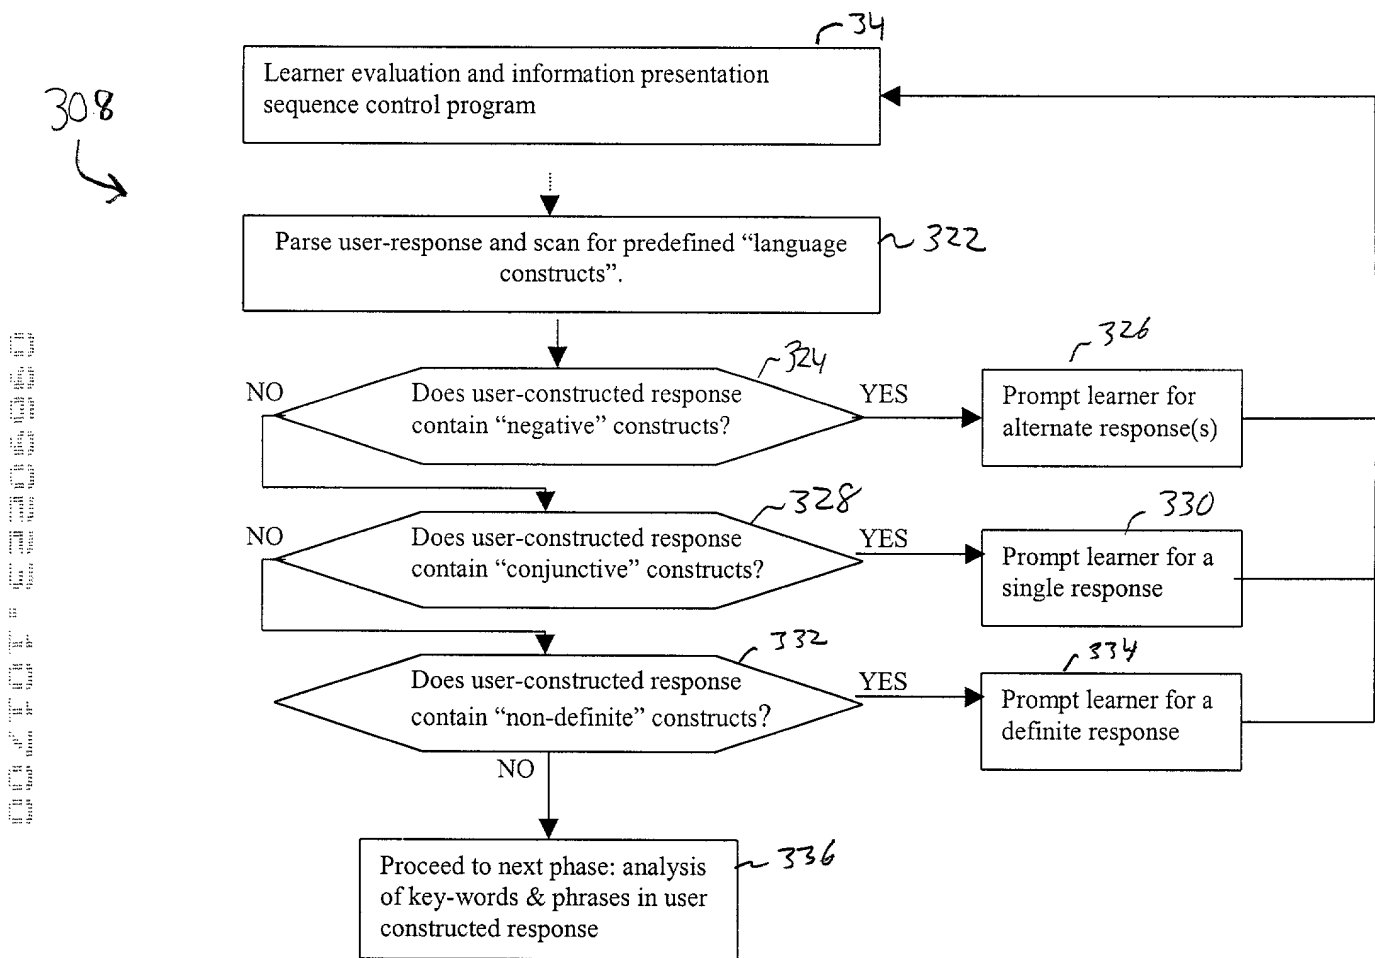 34
Learner evaluation and information presentation
sequence control program
308
Parse user-response and scan for predefined “language
constructs”.
322
324
326
NO
Does user-constructed response
contain “negative” constructs?
YES
Prompt learner for
alternate response(s)
328
330
NO
Does user-constructed response
contain “conjunctive” constructs?
YES
Prompt learner for a
single response
332
334
Does user-constructed response
contain “non-definite” constructs?
YES
Prompt learner for a
definite response
NO
336
Proceed to next phase: analysis
of key-words & phrases in user
constructed response